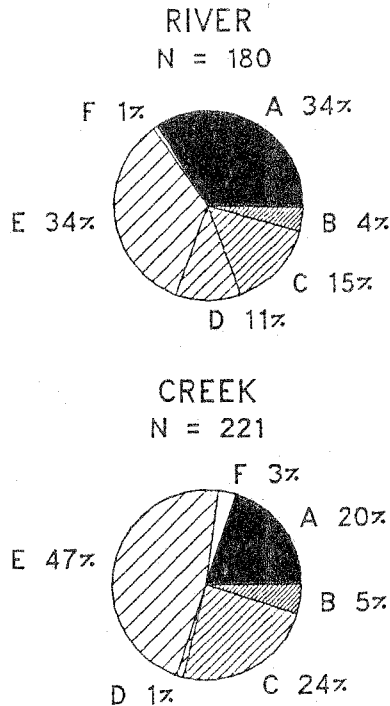 RIVER
N = 180
F 1%
A 34%
E 34%
B 4%
C 15%
D 11%
CREEK
N = 221
F 3%
A 20%
E 47%
B 5%
C 24%
D 1%